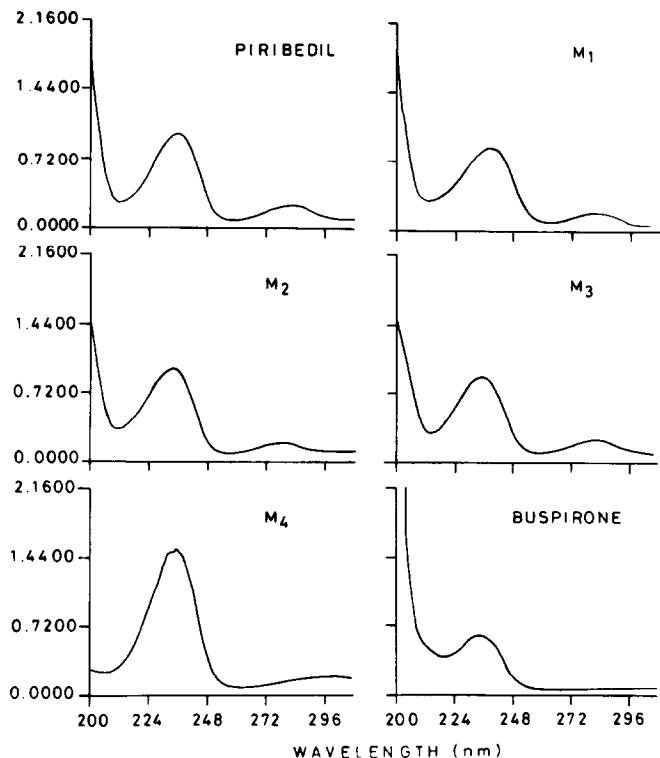 2.1600
1.4400
0.7200
0.0000
PIRIBEDIL
M1
2.1600
1.4400
0.7200
0.0000
M2
M3
2.1600
1.4400
0.7200
0.0000
M4
BUSPIRONE
200 224 248 272 296
200 224 248 272 296
WAVELENGTH (nm)